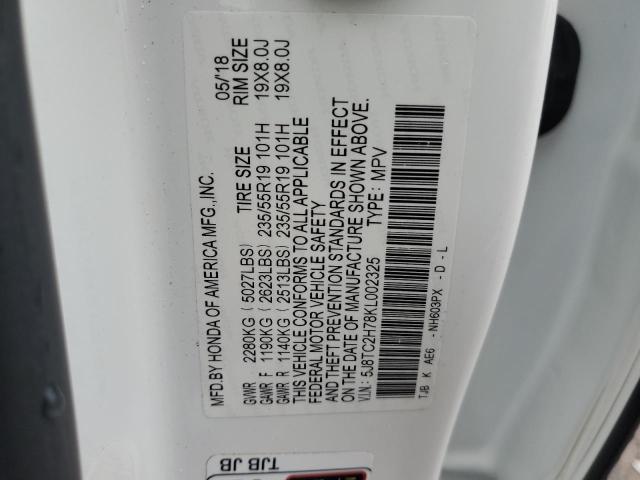 MFD.BY HONDA OF AMERICA MFG.,INC. 05/'18
GVWR 2280KG (5027LBS) TIRE SIZE RIM SIZE
GAWR F 1190KG (2623LBS) 235/55R19 101H 19X8.0J
GAWR R 1140KG (2513LBS) 235/55R19 101H 19X8.0J
THIS VEHICLE CONFORMS TO ALL APPLICABLE
FEDERAL MOTOR VEHICLE SAFETY
AND THEFT PREVENTION STANDARDS IN EFFECT
ON THE DATE OF MANUFACTURE SHOWN ABOVE.
V.I.N.: 5J8TC2H78KL002325 TYPE: MPV
TJB K AE6 -NH603PX -D-L
TJB JB